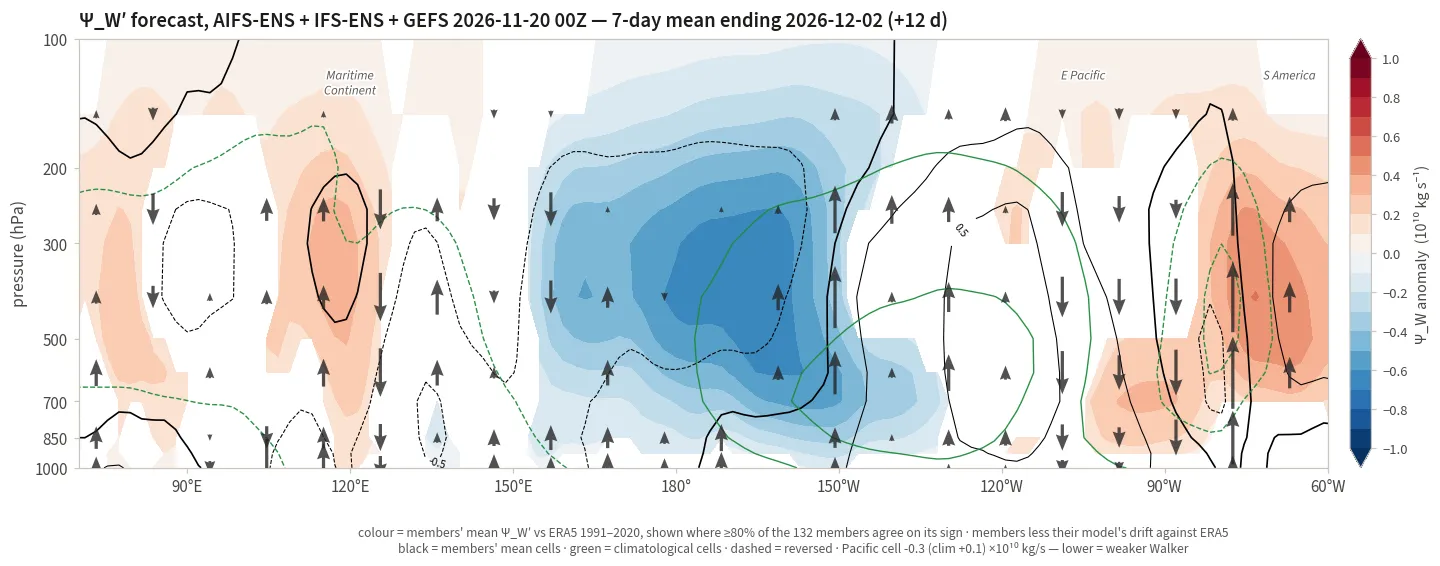 Ψ_W′ forecast, AIFS-ENS + IFS-ENS + GEFS 2026-11-20 00Z — 7-day mean ending 2026-12-02 (+12 d)
100
200
300
400
500
700
850
1000
pressure (hPa)
Maritime
Continent
E Pacific
S America
0.5
-0.5
90°E
120°E
150°E
180°
150°W
120°W
90°W
60°W
1.0
0.8
0.6
0.4
0.2
0.0
−0.2
−0.4
−0.6
−0.8
−1.0
Ψ_W anomaly (10¹⁰ kg s⁻¹)
colour = members' mean Ψ_W′ vs ERA5 1991–2020, shown where ≥80% of the 132 members agree on its sign · members less their model's drift against ERA5
black = members' mean cells · green = climatological cells · dashed = reversed · Pacific cell -0.3 (clim +0.1) ×10¹⁰ kg/s — lower = weaker Walker